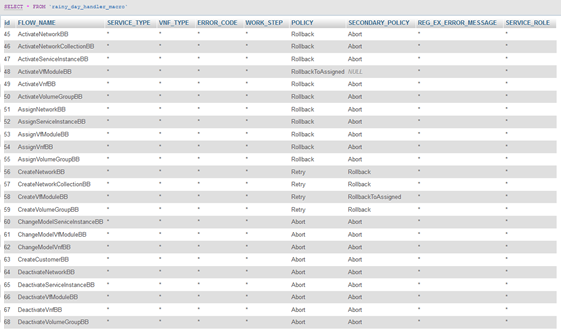 SELECT * FROM `rainy_day_handler_macro`
id FLOW_NAME SERVICE_TYPE VNF_TYPE ERROR_CODE WORK_STEP POLICY SECONDARY_POLICY REG_EX_ERROR_MESSAGE SERVICE_ROLE
45 ActivateNetworkBB * * * * Rollback Abort * *
46 ActivateNetworkCollectionBB * * * * Rollback Abort * *
47 ActivateServiceInstanceBB * * * * Rollback Abort * *
48 ActivateVfModuleBB * * * * RollbackToAssigned NULL * *
49 ActivateVnfBB * * * * Rollback Abort * *
50 ActivateVolumeGroupBB * * * * Rollback Abort * *
51 AssignNetworkBB * * * * Rollback Abort * *
52 AssignServiceInstanceBB * * * * Rollback Abort * *
53 AssignVfModuleBB * * * * Rollback Abort * *
54 AssignVnfBB * * * * Rollback Abort * *
55 AssignVolumeGroupBB * * * * Rollback Abort * *
56 CreateNetworkBB * * * * Retry Rollback * *
57 CreateNetworkCollectionBB * * * * Retry Rollback * *
58 CreateVfModuleBB * * * * Retry RollbackToAssigned * *
59 CreateVolumeGroupBB * * * * Retry Rollback * *
60 ChangeModelServiceInstanceBB * * * * Abort Abort * *
61 ChangeModelVfModuleBB * * * * Abort Abort * *
62 ChangeModelVnfBB * * * * Abort Abort * *
63 CreateCustomerBB * * * * Abort Abort * *
64 DeactivateNetworkBB * * * * Abort Abort * *
65 DeactivateServiceInstanceBB * * * * Abort Abort * *
66 DeactivateVfModuleBB * * * * Abort Abort * *
67 DeactivateVnfBB * * * * Abort Abort * *
68 DeactivateVolumeGroupBB * * * * Abort Abort * *